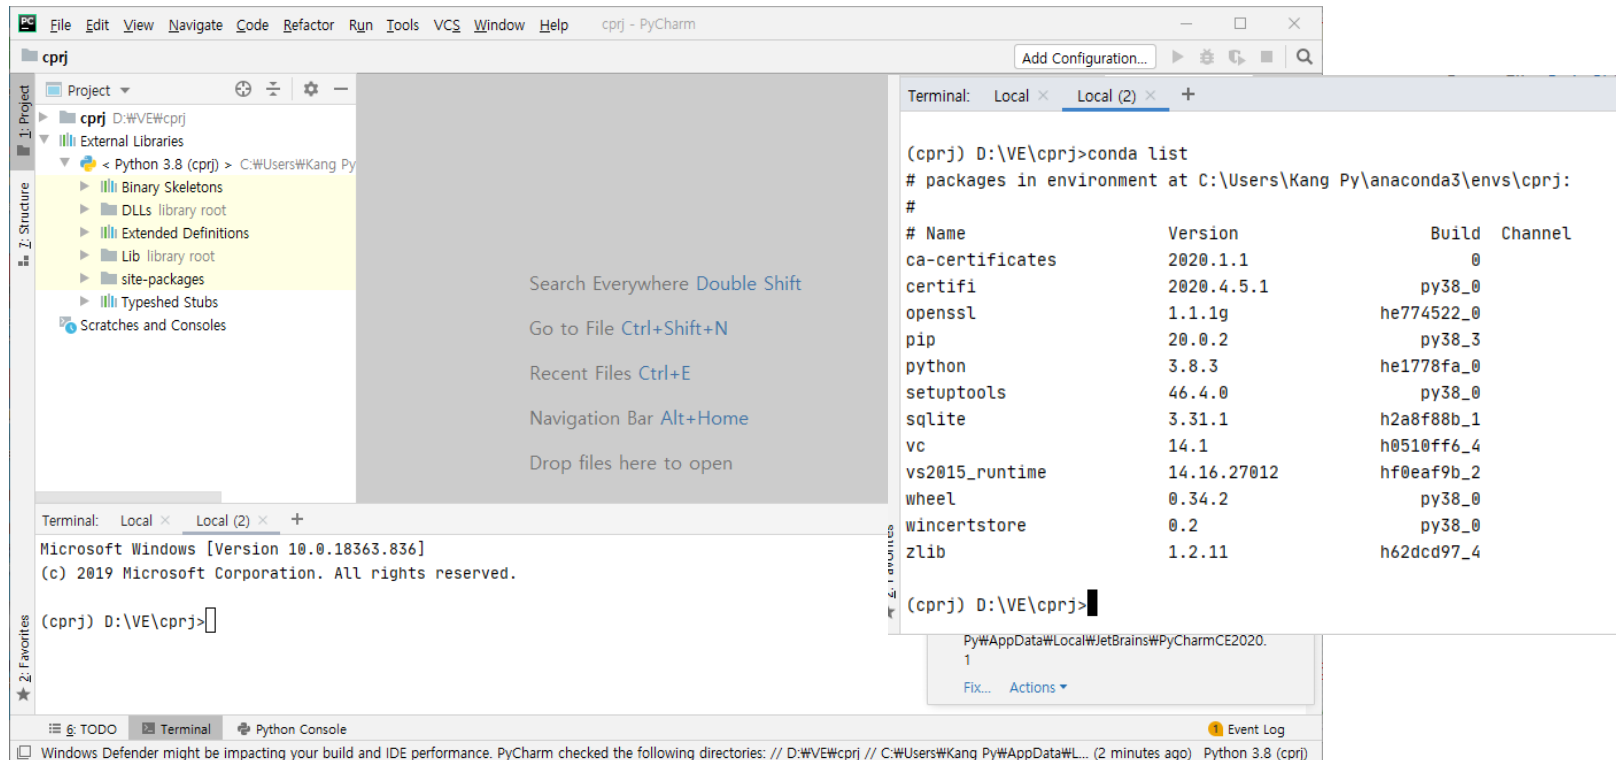 PC File Edit View Navigate Code Refactor Run Tools VCS Window Help cprj - PyCharm
cprj
Add Configuration...
1: Project
Project
cprj D:₩VE₩cprj
External Libraries
< Python 3.8 (cprj) > C:₩Users₩Kang Py
Binary Skeletons
DLLs library root
Extended Definitions
Lib library root
site-packages
Typeshed Stubs
Scratches and Consoles
7: Structure
Search Everywhere Double Shift
Go to File Ctrl+Shift+N
Recent Files Ctrl+E
Navigation Bar Alt+Home
Drop files here to open
Terminal: Local Local (2)
Microsoft Windows [Version 10.0.18363.836]
(c) 2019 Microsoft Corporation. All rights reserved.
(cprj) D:\VE\cprj>
2: Favorites
Terminal: Local Local (2)
(cprj) D:\VE\cprj>conda list
# packages in environment at C:\Users\Kang Py\anaconda3\envs\cprj:
#
# Name Version Build Channel
ca-certificates 2020.1.1 0
certifi 2020.4.5.1 py38_0
openssl 1.1.1g he774522_0
pip 20.0.2 py38_3
python 3.8.3 he1778fa_0
setuptools 46.4.0 py38_0
sqlite 3.31.1 h2a8f88b_1
vc 14.1 h0510ff6_4
vs2015_runtime 14.16.27012 hf0eaf9b_2
wheel 0.34.2 py38_0
wincertstore 0.2 py38_0
zlib 1.2.11 h62dcd97_4
(cprj) D:\VE\cprj>
Py₩AppData₩Local₩JetBrains₩PyCharmCE2020.
1
Fix... Actions
6: TODO Terminal Python Console
1 Event Log
Windows Defender might be impacting your build and IDE performance. PyCharm checked the following directories: // D:₩VE₩cprj // C:₩Users₩Kang Py₩AppData₩L... (2 minutes ago) Python 3.8 (cprj)